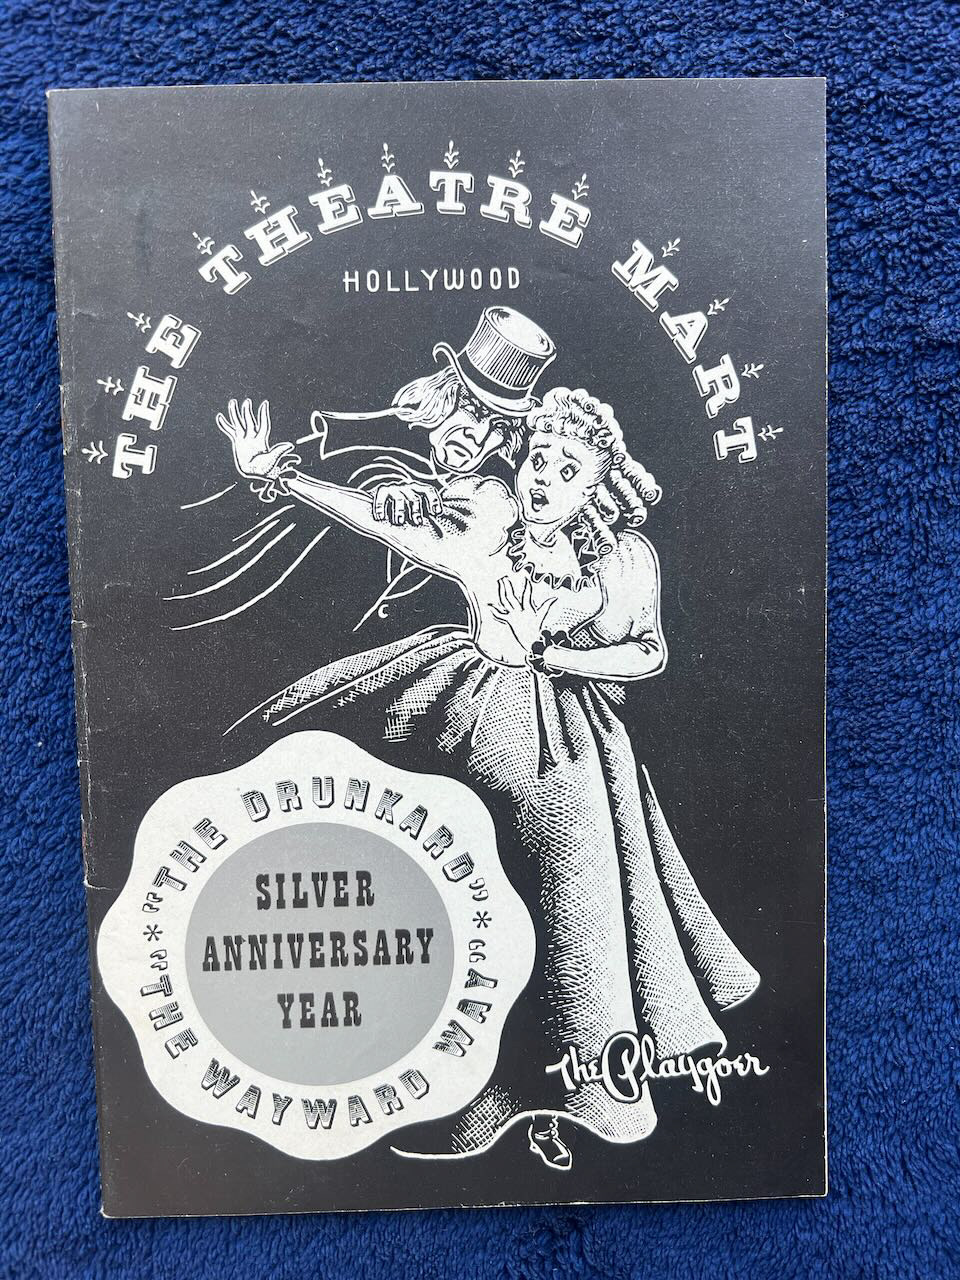 THE THEATRE MART
HOLLYWOOD
"THE DRUNKARD" *
SILVER
ANNIVERSARY
YEAR
* "THE WAYWARD WAY"
The Playgoer